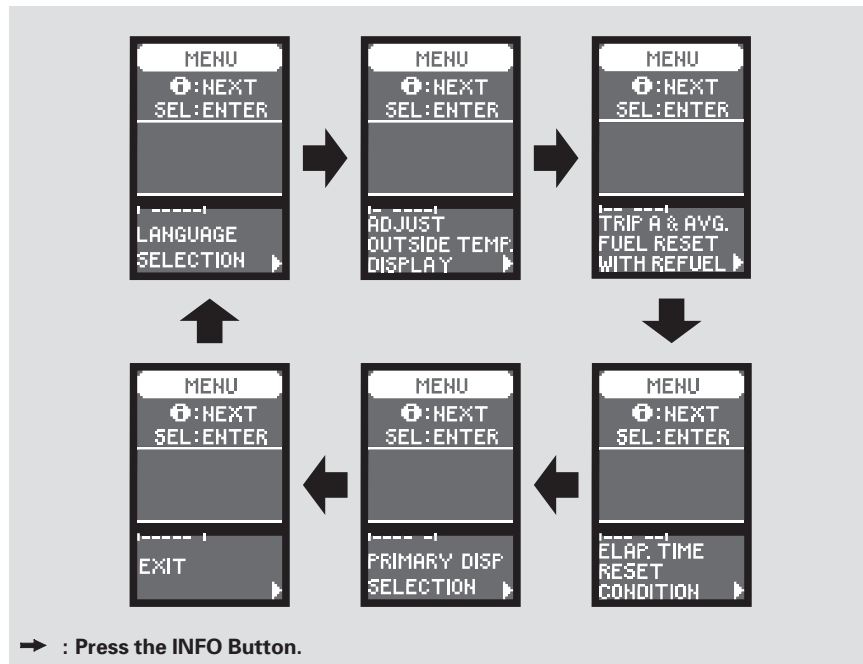 MENU
i:NEXT
SEL:ENTER
LANGUAGE
SELECTION
MENU
i:NEXT
SEL:ENTER
ADJUST
OUTSIDE TEMP.
DISPLAY
MENU
i:NEXT
SEL:ENTER
TRIP A & AVG.
FUEL RESET
WITH REFUEL
MENU
i:NEXT
SEL:ENTER
EXIT
MENU
i:NEXT
SEL:ENTER
PRIMARY DISP
SELECTION
MENU
i:NEXT
SEL:ENTER
ELAP. TIME
RESET
CONDITION
➞ : Press the INFO Button.